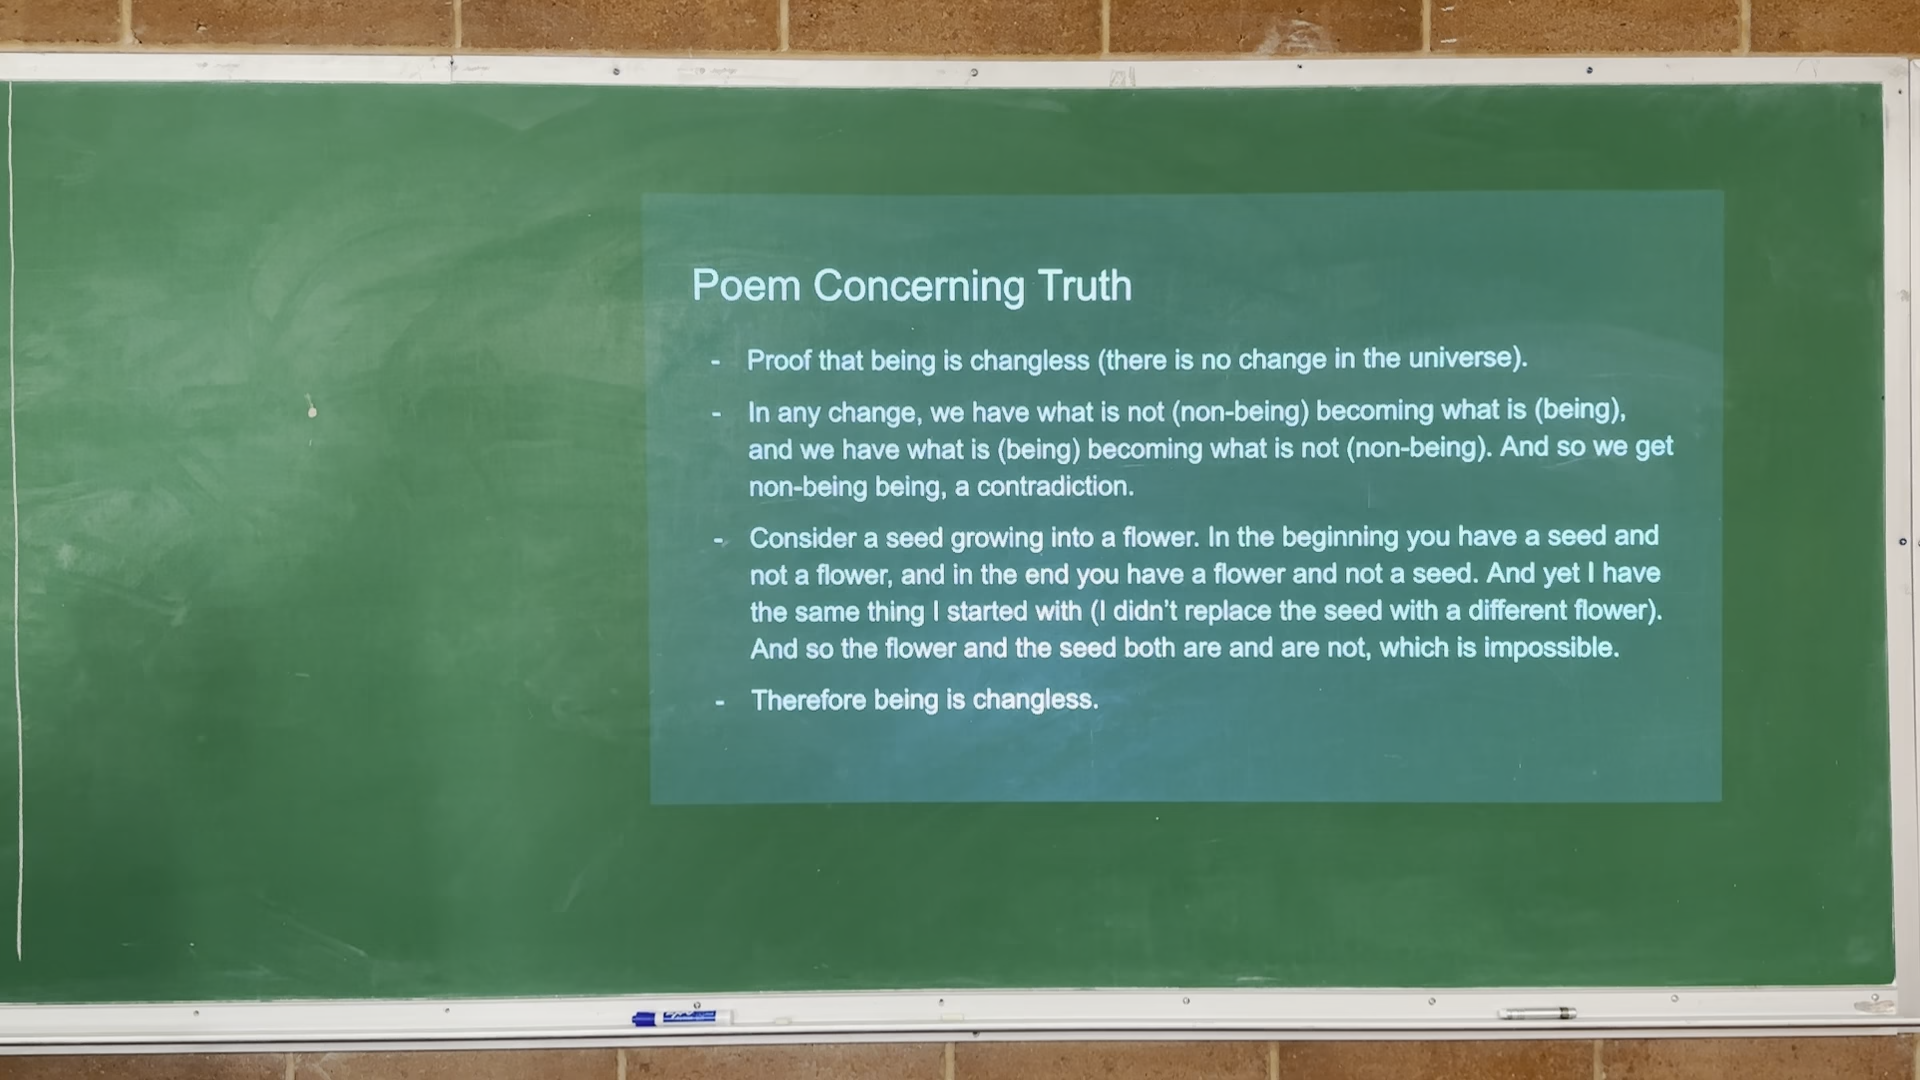 Poem Concerning Truth
- Proof that being is changless (there is no change in the universe).
- In any change, we have what is not (non-being) becoming what is (being),
and we have what is (being) becoming what is not (non-being). And so we get
non-being being, a contradiction.
- Consider a seed growing into a flower. In the beginning you have a seed and
not a flower, and in the end you have a flower and not a seed. And yet I have
the same thing I started with (I didn't replace the seed with a different flower).
And so the flower and the seed both are and are not, which is impossible.
- Therefore being is changless.